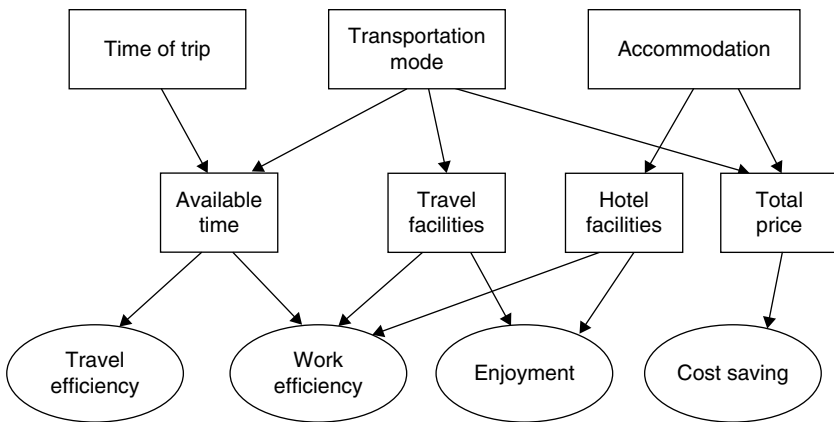 Time of trip
Transportation
mode
Accommodation
Available
time
Travel
facilities
Hotel
facilities
Total
price
Travel
efficiency
Work
efficiency
Enjoyment
Cost saving